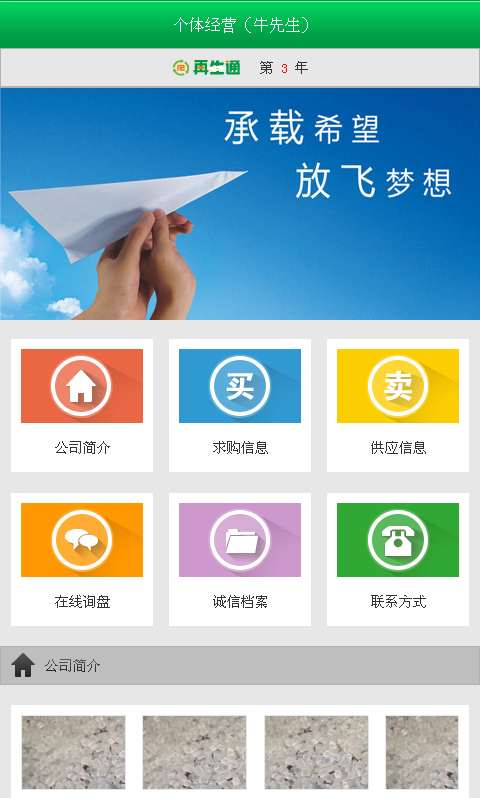 个体经营（牛先生）
再生通 第 3 年
承载希望
放飞梦想
买 卖
公司简介 求购信息 供应信息
在线询盘 诚信档案 联系方式
公司简介